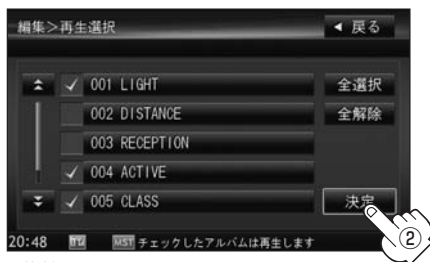 編集>再生選択
◀ 戻る
✓ 001 LIGHT
全選択
002 DISTANCE
全解除
003 RECEPTION
✓ 004 ACTIVE
✓ 005 CLASS
決定
②
20:48 MST チェックしたアルバムは再生します